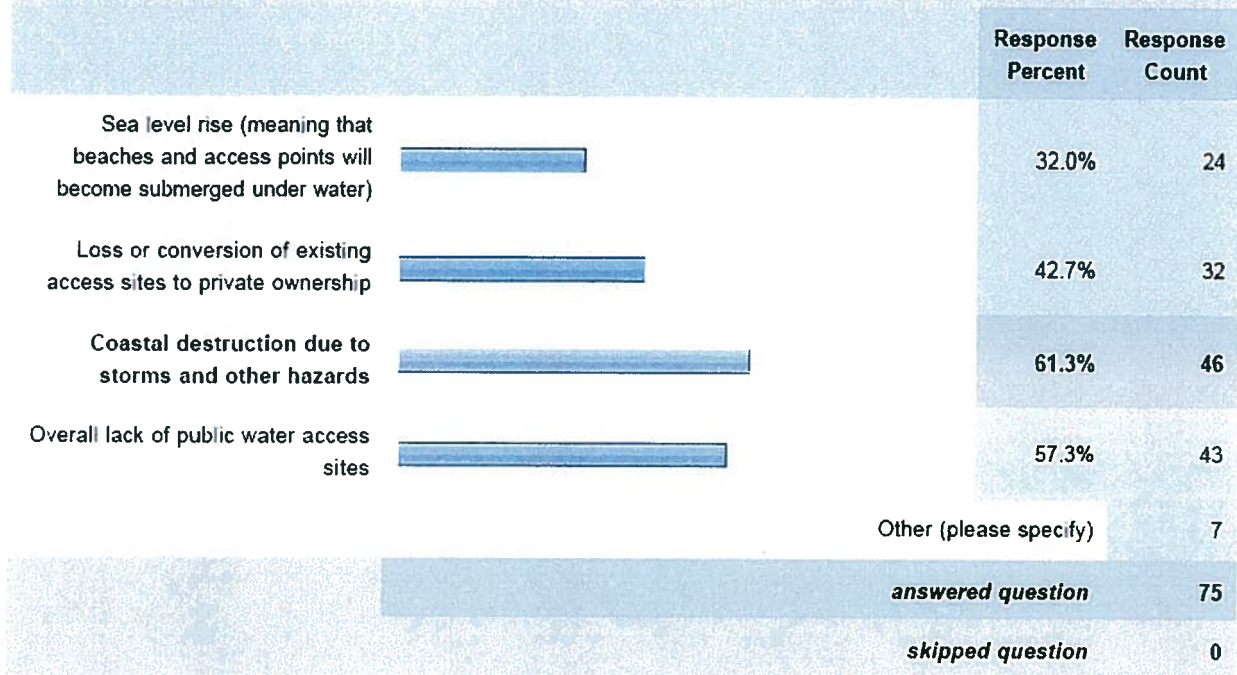 Response Percent Response Count
Sea level rise (meaning that
beaches and access points will
become submerged under water)
32.0% 24
Loss or conversion of existing
access sites to private ownership
42.7% 32
Coastal destruction due to
storms and other hazards
61.3% 46
Overall lack of public water access
sites
57.3% 43
Other (please specify) 7
answered question 75
skipped question 0